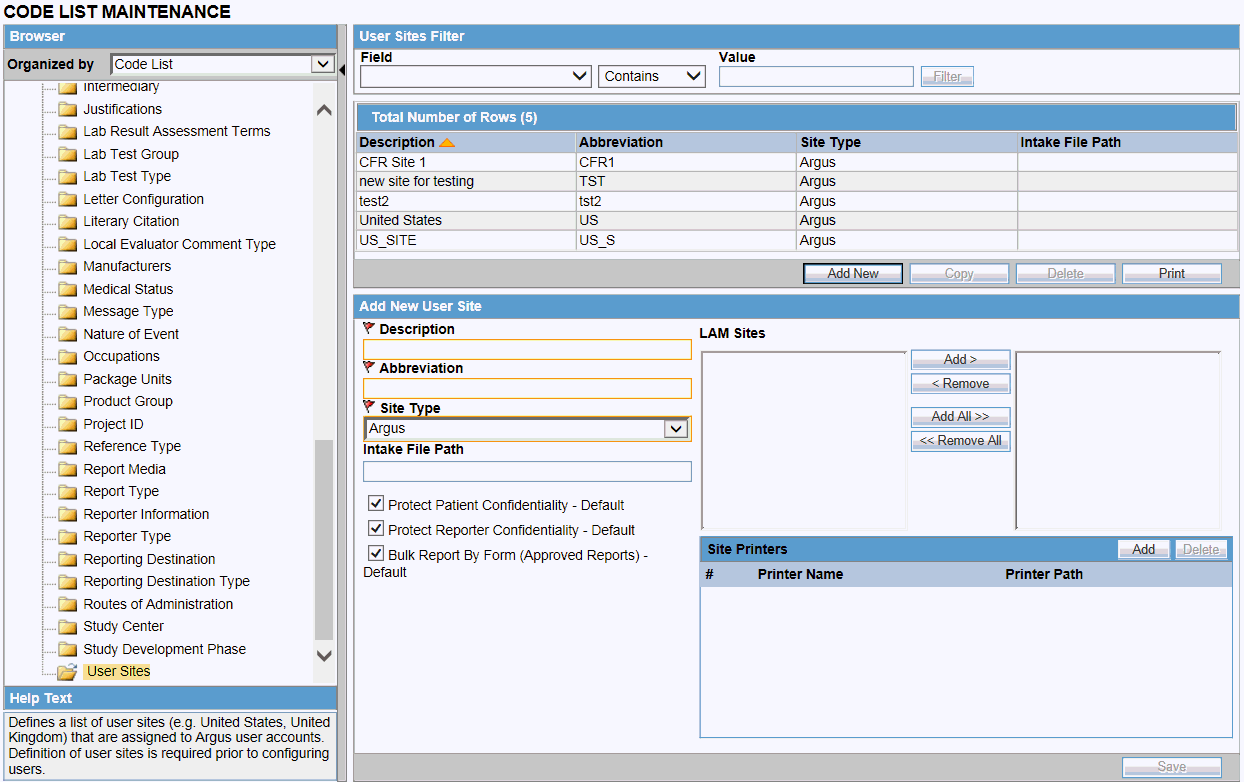 CODE LIST MAINTENANCE
Browser
Organized by Code List
Intermediary
Justifications
Lab Result Assessment Terms
Lab Test Group
Lab Test Type
Letter Configuration
Literary Citation
Local Evaluator Comment Type
Manufacturers
Medical Status
Message Type
Nature of Event
Occupations
Package Units
Product Group
Project ID
Reference Type
Report Media
Report Type
Reporter Information
Reporter Type
Reporting Destination
Reporting Destination Type
Routes of Administration
Study Center
Study Development Phase
User Sites
Help Text
Defines a list of user sites (e.g. United States, United
Kingdom) that are assigned to Argus user accounts.
Definition of user sites is required prior to configuring
users.
User Sites Filter
Field Value
Contains Filter
Total Number of Rows (5)
Description Abbreviation Site Type Intake File Path
CFR Site 1 CFR1 Argus
new site for testing TST Argus
test2 tst2 Argus
United States US Argus
US_SITE US_S Argus
Add New Copy Delete Print
Add New User Site
Description
Abbreviation
Site Type
Argus
Intake File Path
Protect Patient Confidentiality - Default
Protect Reporter Confidentiality - Default
Bulk Report By Form (Approved Reports) -
Default
LAM Sites
Add >
< Remove
Add All >>
<< Remove All
Site Printers Add Delete
# Printer Name Printer Path
Save